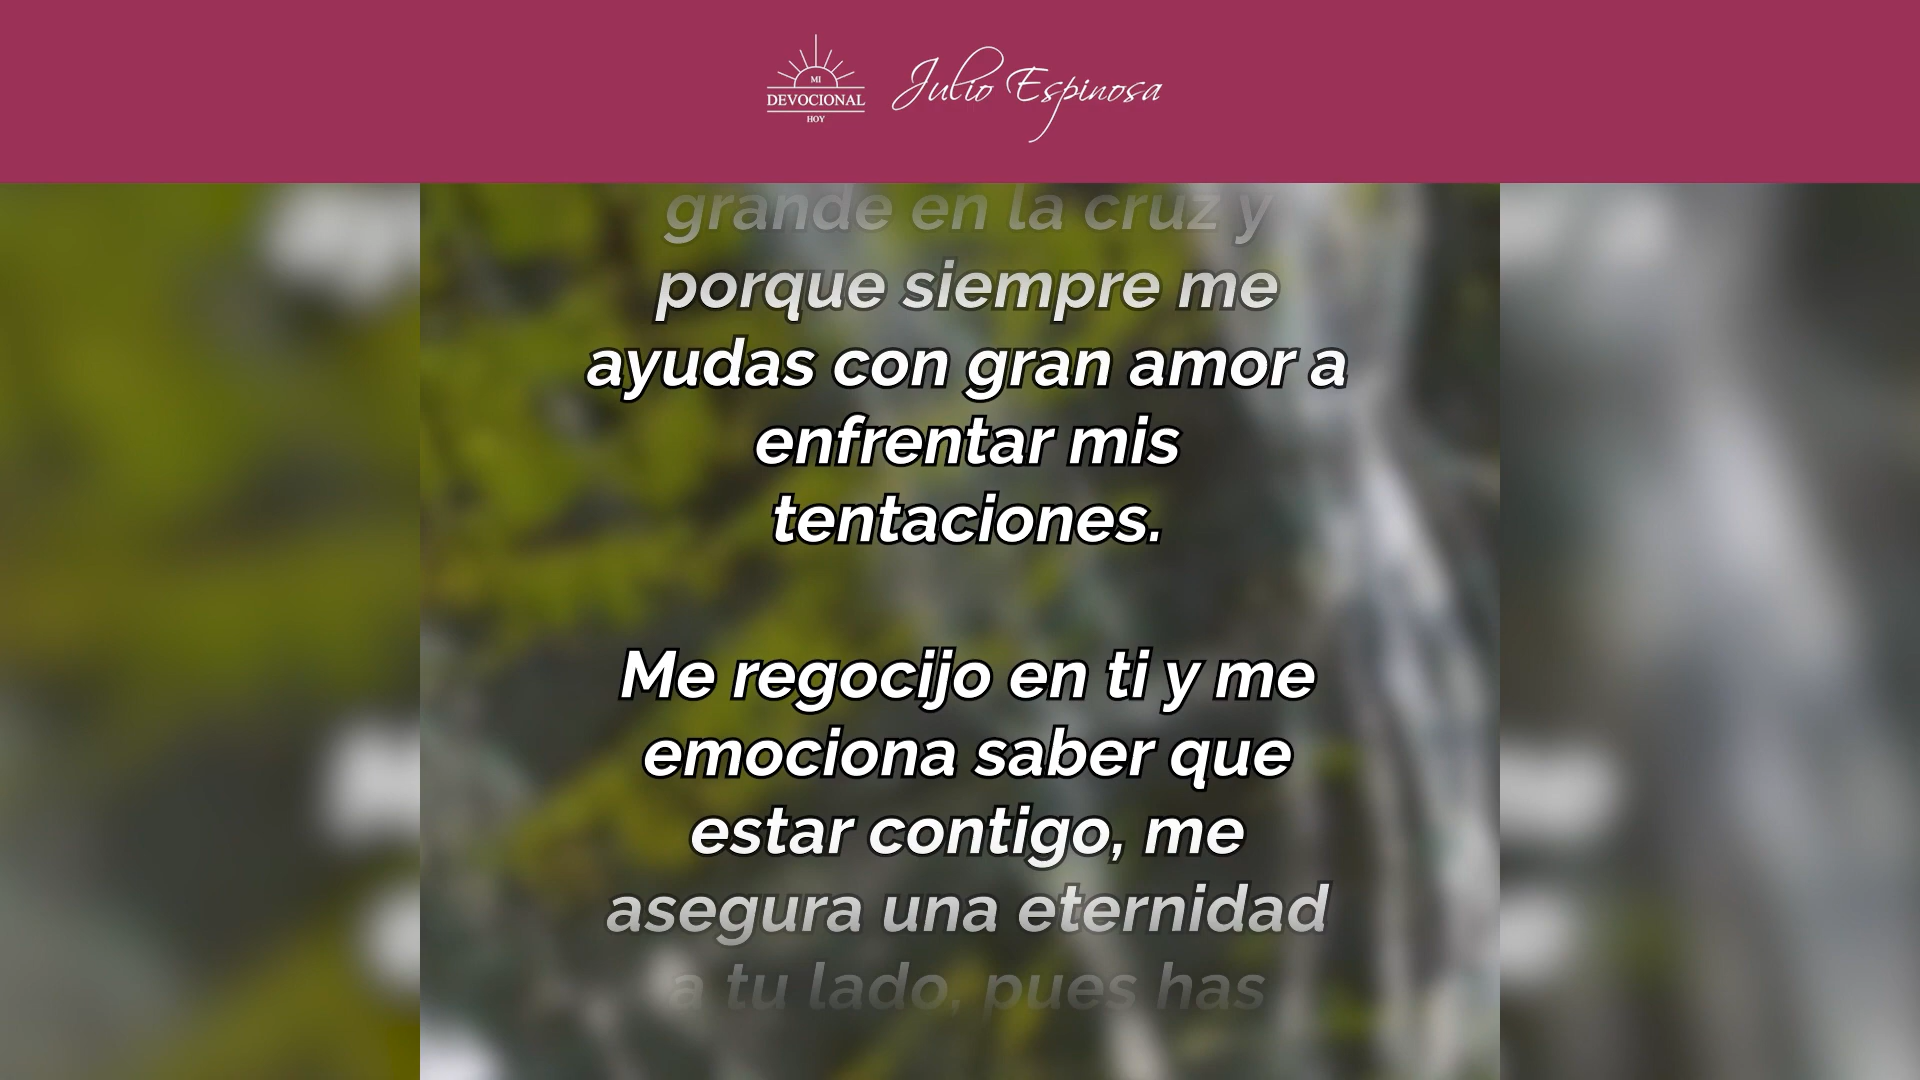 MI
DEVOCIONAL
HOY
Julio Espinosa
grande en la cruz y
porque siempre me
ayudas con gran amor a
enfrentar mis
tentaciones.
Me regocijo en ti y me
emociona saber que
estar contigo, me
asegura una eternidad
a tu lado, pues has